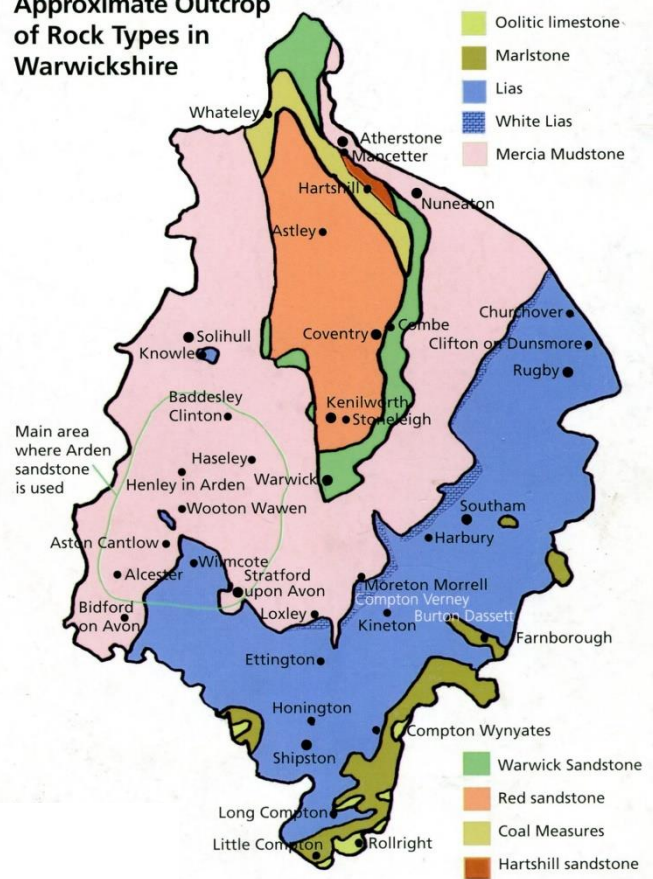 Approximate Outcrop
of Rock Types in
Warwickshire
Oolitic limestone
Marlstone
Lias
White Lias
Mercia Mudstone
Whateley
Atherstone
Mancetter
Hartshill
Nuneaton
Astley
Churchover
Solihull
Coventry
Combe
Knowle
Clifton on Dunsmore
Rugby
Baddesley
Clinton
Kenilworth
Stoneleigh
Main area
where Arden
sandstone
is used
Haseley
Henley in Arden
Warwick
Wooton Wawen
Southam
Aston Cantlow
Harbury
Wilmcote
Alcester
Stratford
upon Avon
Moreton Morrell
Compton Verney
Bidford
on Avon
Loxley
Kineton
Burton Dassett
Farnborough
Ettington
Honington
Compton Wynyates
Shipston
Warwick Sandstone
Red sandstone
Long Compton
Coal Measures
Little Compton
Rollright
Hartshill sandstone